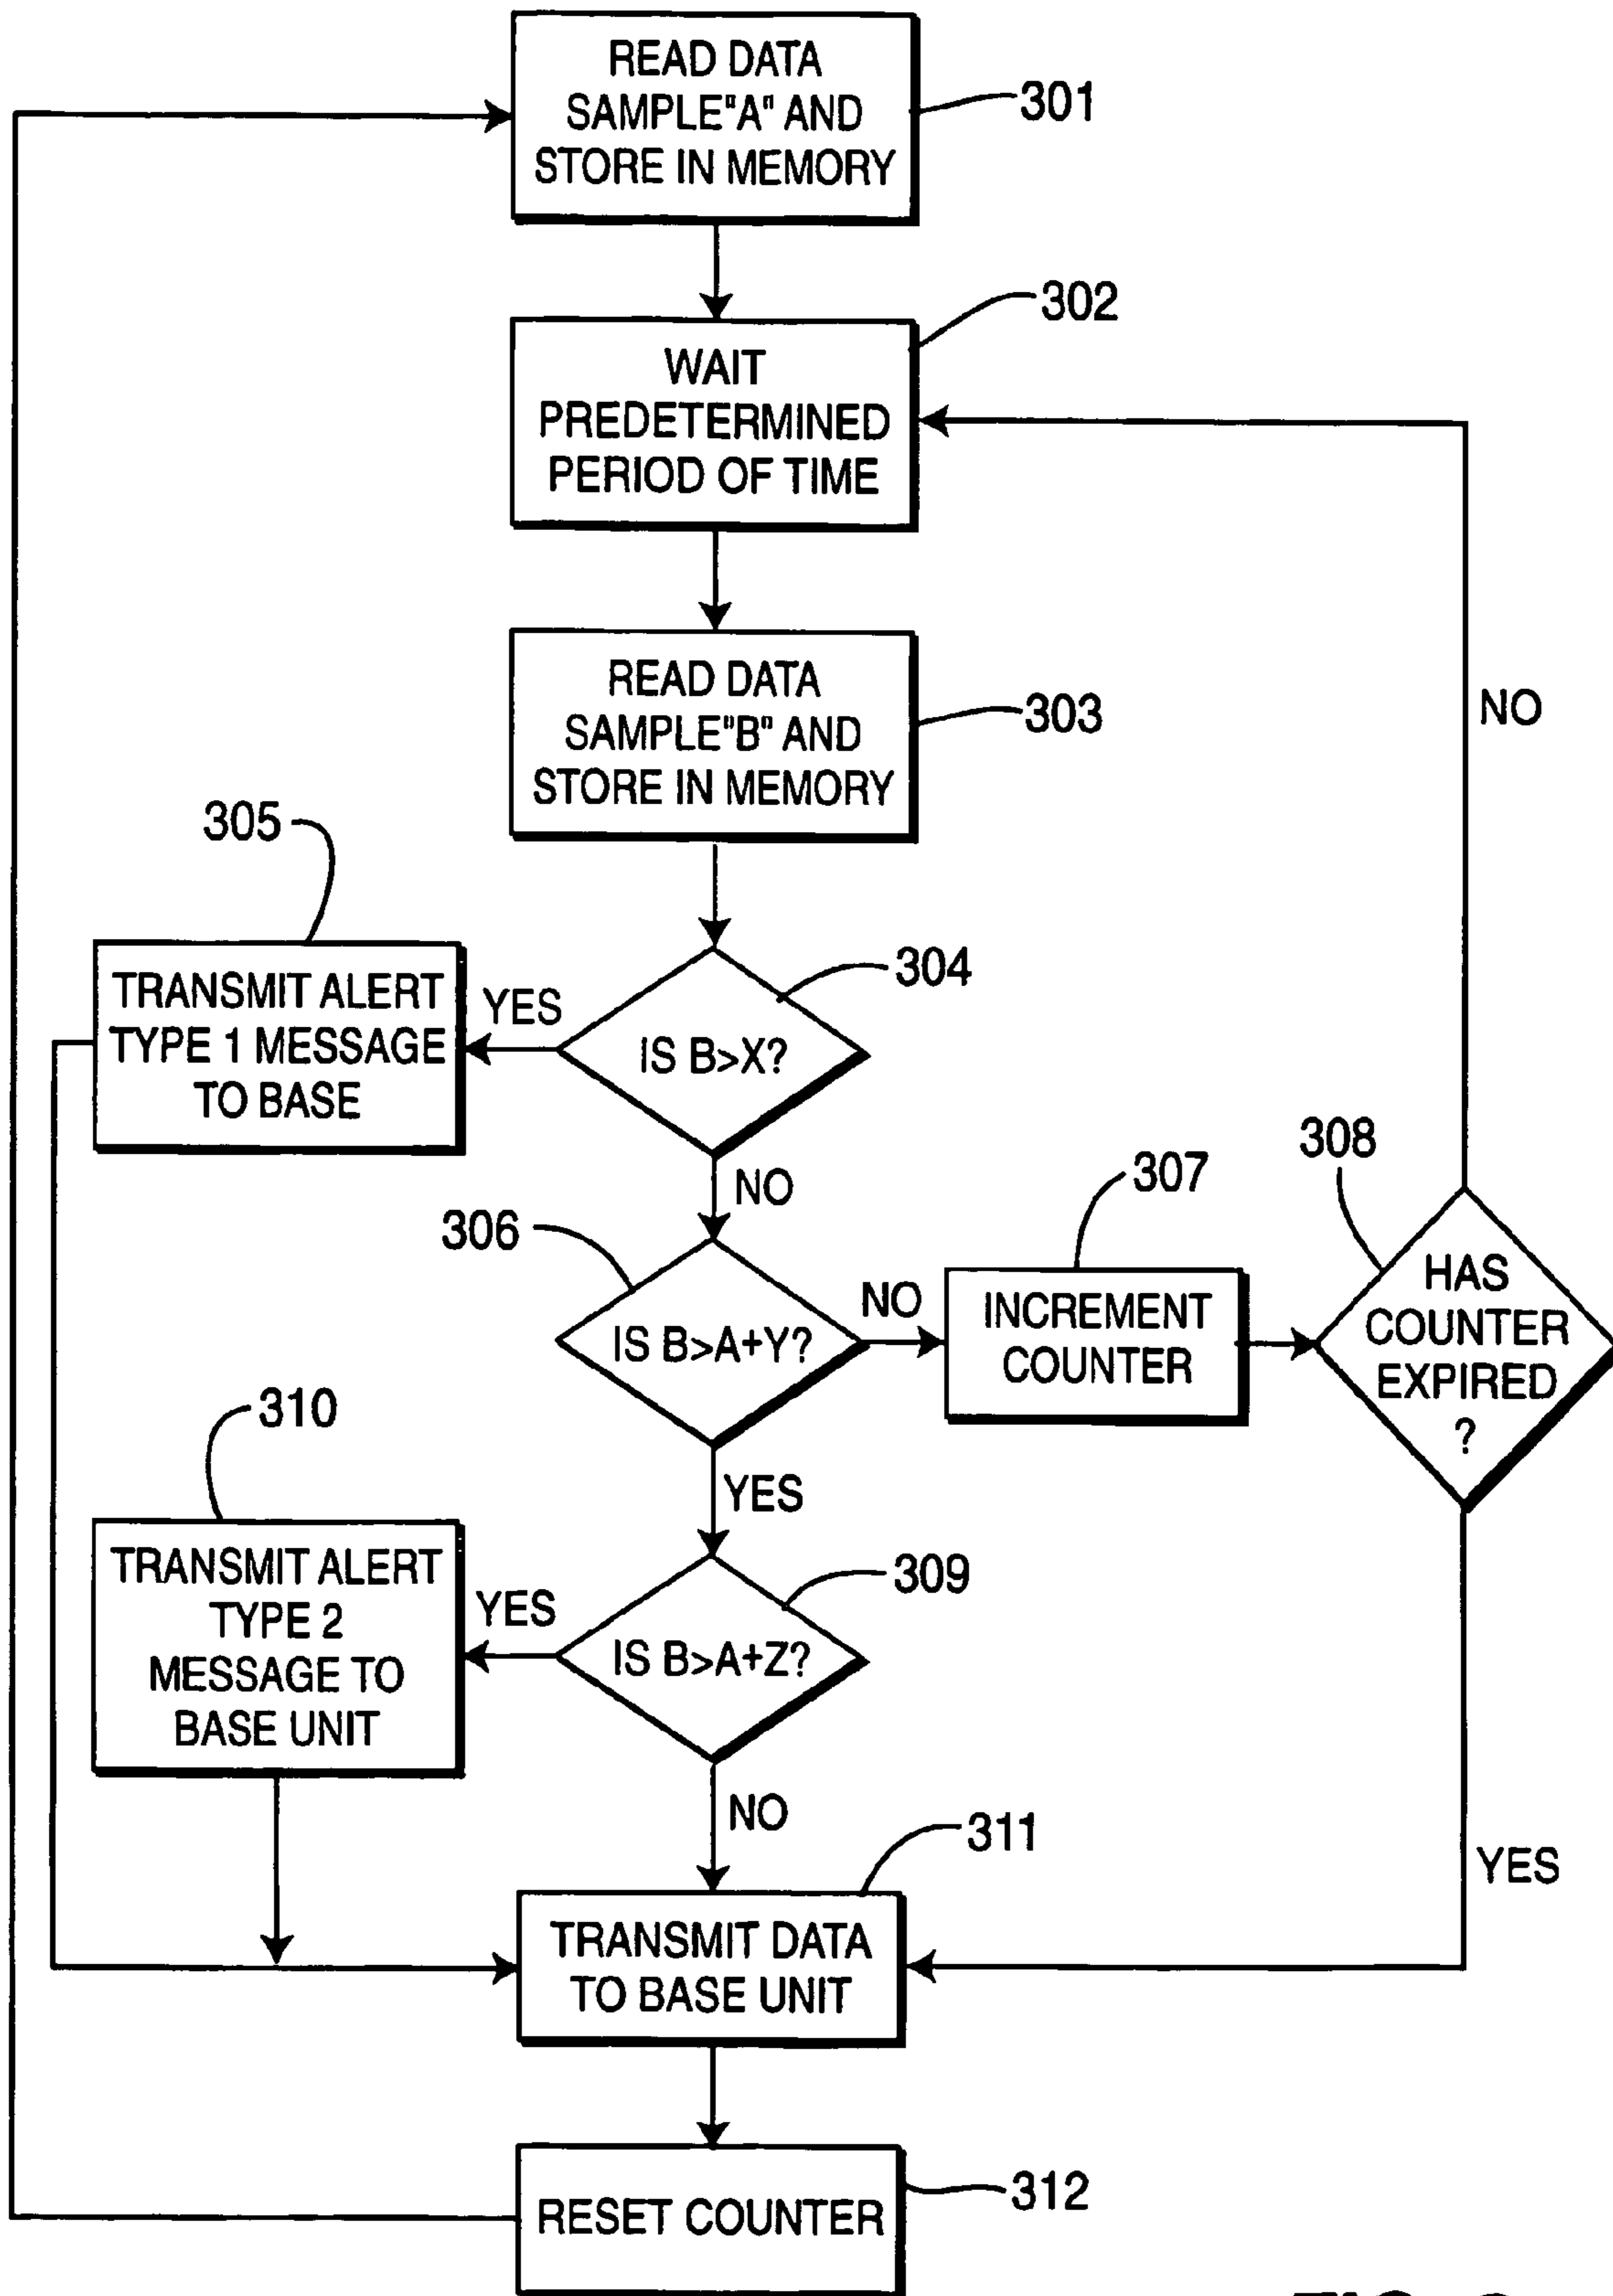 READ DATA
SAMPLE"A" AND
STORE IN MEMORY
301
302
WAIT
PREDETERMINED
PERIOD OF TIME
READ DATA
SAMPLE"B" AND
STORE IN MEMORY
303
NO
305
TRANSMIT ALERT
TYPE 1 MESSAGE
TO BASE
YES
304
IS B>X?
NO
306
IS B>A+Y?
NO
307
INCREMENT
COUNTER
308
HAS
COUNTER
EXPIRED
?
310
YES
TRANSMIT ALERT
TYPE 2
MESSAGE TO
BASE UNIT
YES
309
IS B>A+Z?
NO
311
YES
TRANSMIT DATA
TO BASE UNIT
RESET COUNTER
312